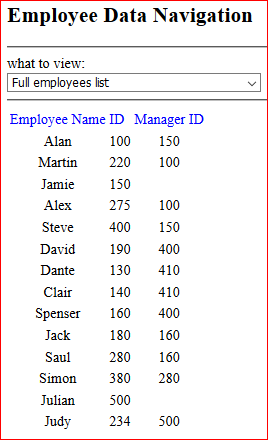 Employee Data Navigation
what to view:
Full employees list
Employee Name ID Manager ID
Alan 100 150
Martin 220 100
Jamie 150
Alex 275 100
Steve 400 150
David 190 400
Dante 130 410
Clair 140 410
Spenser 160 400
Jack 180 160
Saul 280 160
Simon 380 280
Julian 500
Judy 234 500